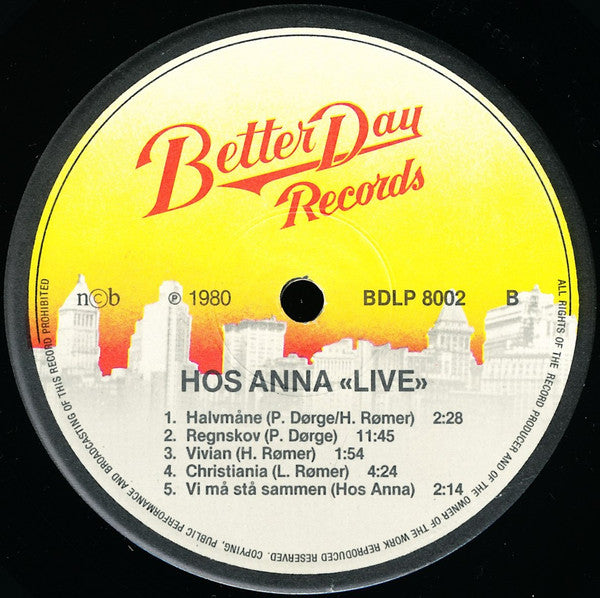 Better Day
Records
n©b ℗ 1980 BDLP 8002 B
HOS ANNA «LIVE»
1. Halvmåne (P. Dørge/H. Rømer) 2:28
2. Regnskov (P. Dørge) 11:45
3. Vivian (H. Rømer) 1:54
4. Christiania (L. Rømer) 4:24
5. Vi må stå sammen (Hos Anna) 2:14
ALL RIGHTS OF THE RECORD PRODUCER AND OF THE OWNER OF THE WORK REPRODUCED RESERVED. COPYING, PUBLIC PERFORMANCE AND BROADCASTING OF THIS RECORD PROHIBITED